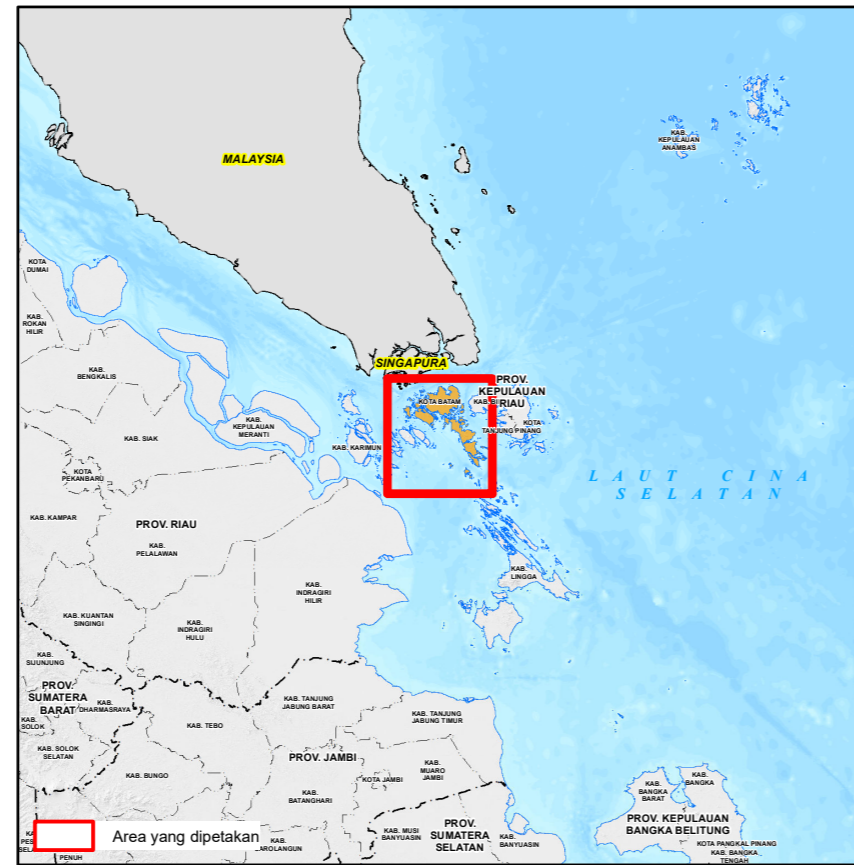 KAB.
KEPULAUAN
ANAMBAS
MALAYSIA
KOTA
DUMAI
KAB.
ROKAN
HILIR
SINGAPURA
KAB.
BENGKALIS
PROV.
KEPULAUAN
RIAU
KOTA BATAM
KAB. BI
KAB.
KEPULAUAN
MERANTI
KOTA
TANJUNG PINANG
KAB. SIAK
KAB. KARIMUN
KOTA
PEKANBARU
LAUT CINA
SELATAN
KAB. KAMPAR
PROV. RIAU
KAB.
PELALAWAN
KAB.
LINGGA
KAB.
INDRAGIRI
HILIR
KAB. KUANTAN
SINGINGI
KAB.
INDRAGIRI
HULU
KAB.
SIJUNJUNG
PROV.
SUMATERA
BARAT
KAB.
DHARMASRAYA
KAB.
SOLOK
KAB. TANJUNG
JABUNG BARAT
KAB. TANJUNG
JABUNG TIMUR
KAB. TEBO
KAB. SOLOK
SELATAN
PROV. JAMBI
KAB. BUNGO
KOTA JAMBI
KAB.
MUARO
JAMBI
KAB.
BATANGHARI
KAB.
BANGKA
BARAT
KAB.
BANGKA
PROV. KEPULAUAN
BANGKA BELITUNG
KAB. MUSI
BANYUASIN
PROV.
SUMATERA
SELATAN
KAB.
BANYUASIN
KOTA PANGKAL PINANG
KAB. BANGKA
TENGAH
KAB.
AROLANGUN
PENUH
Area yang dipetakan